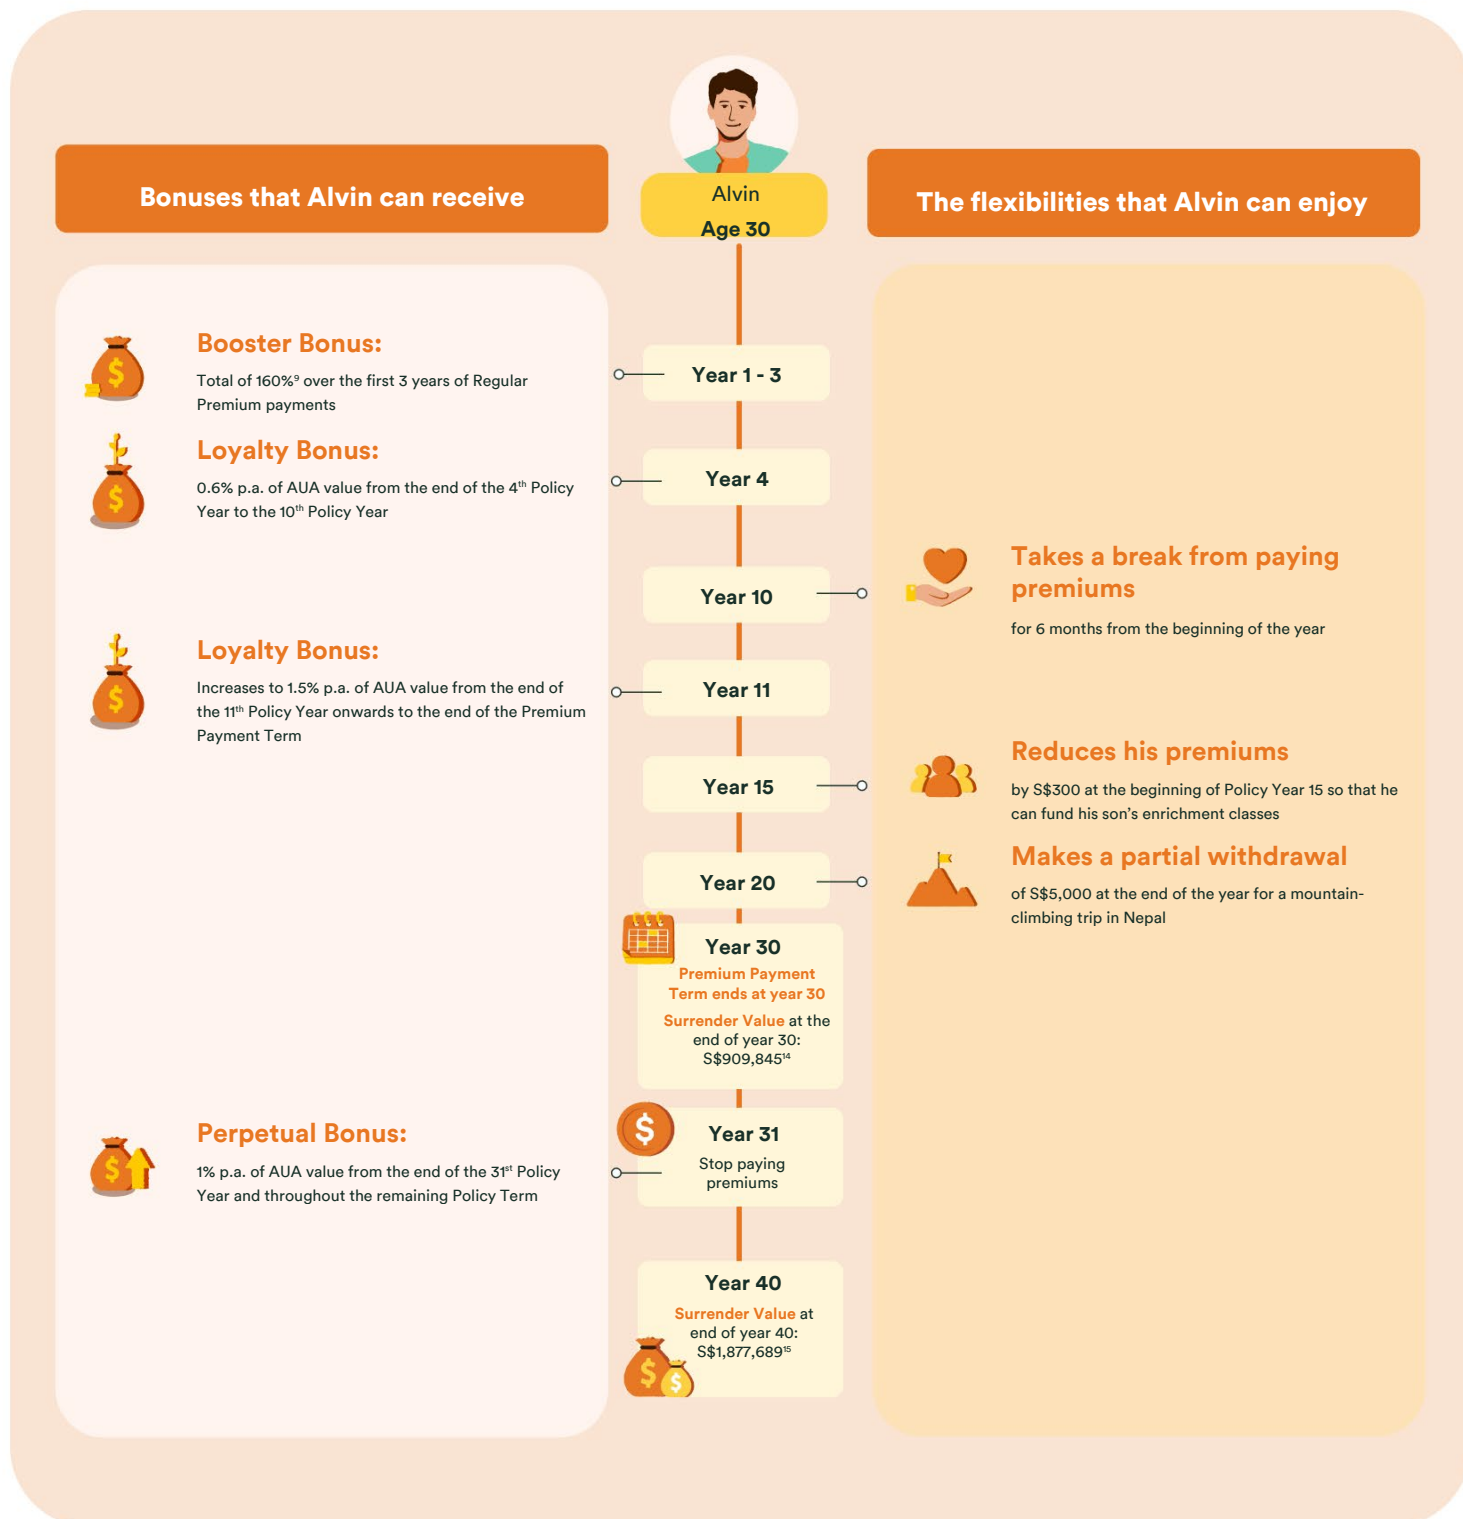 Alvin
Age 30
Bonuses that Alvin can receive
The flexibilities that Alvin can enjoy
Booster Bonus:
Total of 160%⁹ over the first 3 years of Regular
Premium payments
Year 1 - 3
Loyalty Bonus:
0.6% p.a. of AUA value from the end of the 4ᵗʰ Policy
Year to the 10ᵗʰ Policy Year
Year 4
Year 10
Takes a break from paying
premiums
for 6 months from the beginning of the year
Loyalty Bonus:
Increases to 1.5% p.a. of AUA value from the end of
the 11ᵗʰ Policy Year onwards to the end of the Premium
Payment Term
Year 11
Year 15
Reduces his premiums
by S$300 at the beginning of Policy Year 15 so that he
can fund his son’s enrichment classes
Year 20
Makes a partial withdrawal
of S$5,000 at the end of the year for a mountain-
climbing trip in Nepal
Year 30
Premium Payment
Term ends at year 30
Surrender Value at the
end of year 30:
S$909,845¹⁴
Perpetual Bonus:
1% p.a. of AUA value from the end of the 31ˢᵗ Policy
Year and throughout the remaining Policy Term
Year 31
Stop paying
premiums
Year 40
Surrender Value at
end of year 40:
S$1,877,689¹⁵